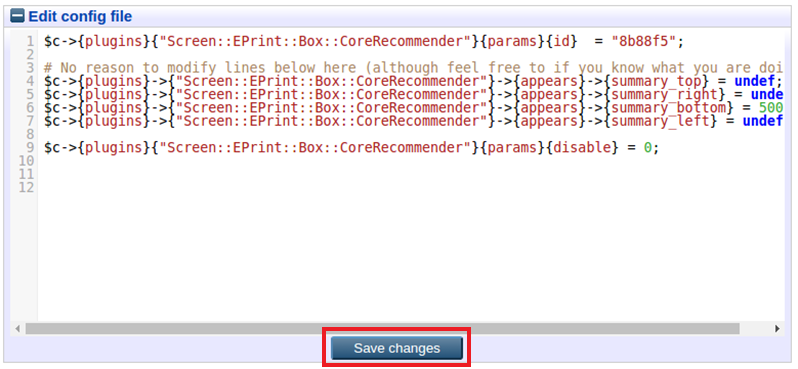 Edit config file
1 $c->{plugins}{"Screen::EPrint::Box::CoreRecommender"}{params}{id}  = "8b88f5";
2
3 # No reason to modify lines below here (although feel free to if you know what you are doi
4 $c->{plugins}->{"Screen::EPrint::Box::CoreRecommender"}->{appears}->{summary_top} = undef;
5 $c->{plugins}->{"Screen::EPrint::Box::CoreRecommender"}->{appears}->{summary_right} = unde
6 $c->{plugins}->{"Screen::EPrint::Box::CoreRecommender"}->{appears}->{summary_bottom} = 500
7 $c->{plugins}->{"Screen::EPrint::Box::CoreRecommender"}->{appears}->{summary_left} = undef
8
9 $c->{plugins}{"Screen::EPrint::Box::CoreRecommender"}{params}{disable} = 0;
10
11
12
Save changes